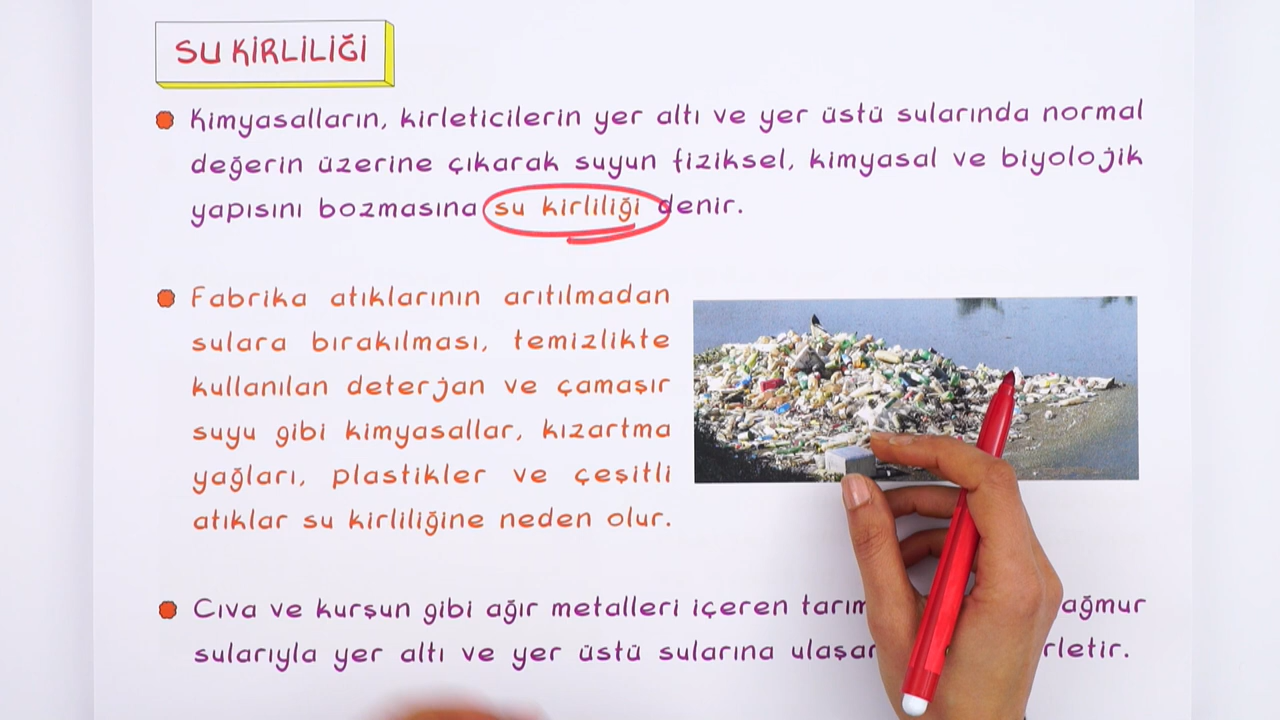 SU KİRLİLİĞİ
Kimyasalların, kirleticilerin yer altı ve yer üstü sularında normal
değerin üzerine çıkarak suyun fiziksel, kimyasal ve biyolojik
yapısını bozmasına su kirliliği denir.
Fabrika atıklarının arıtılmadan
sulara bırakılması, temizlikte
kullanılan deterjan ve çamaşır
suyu gibi kimyasallar, kızartma
yağları, plastikler ve çeşitli
atıklar su kirliliğine neden olur.
Cıva ve kurşun gibi ağır metalleri içeren
sularıyla yer altı ve yer üstü sularına